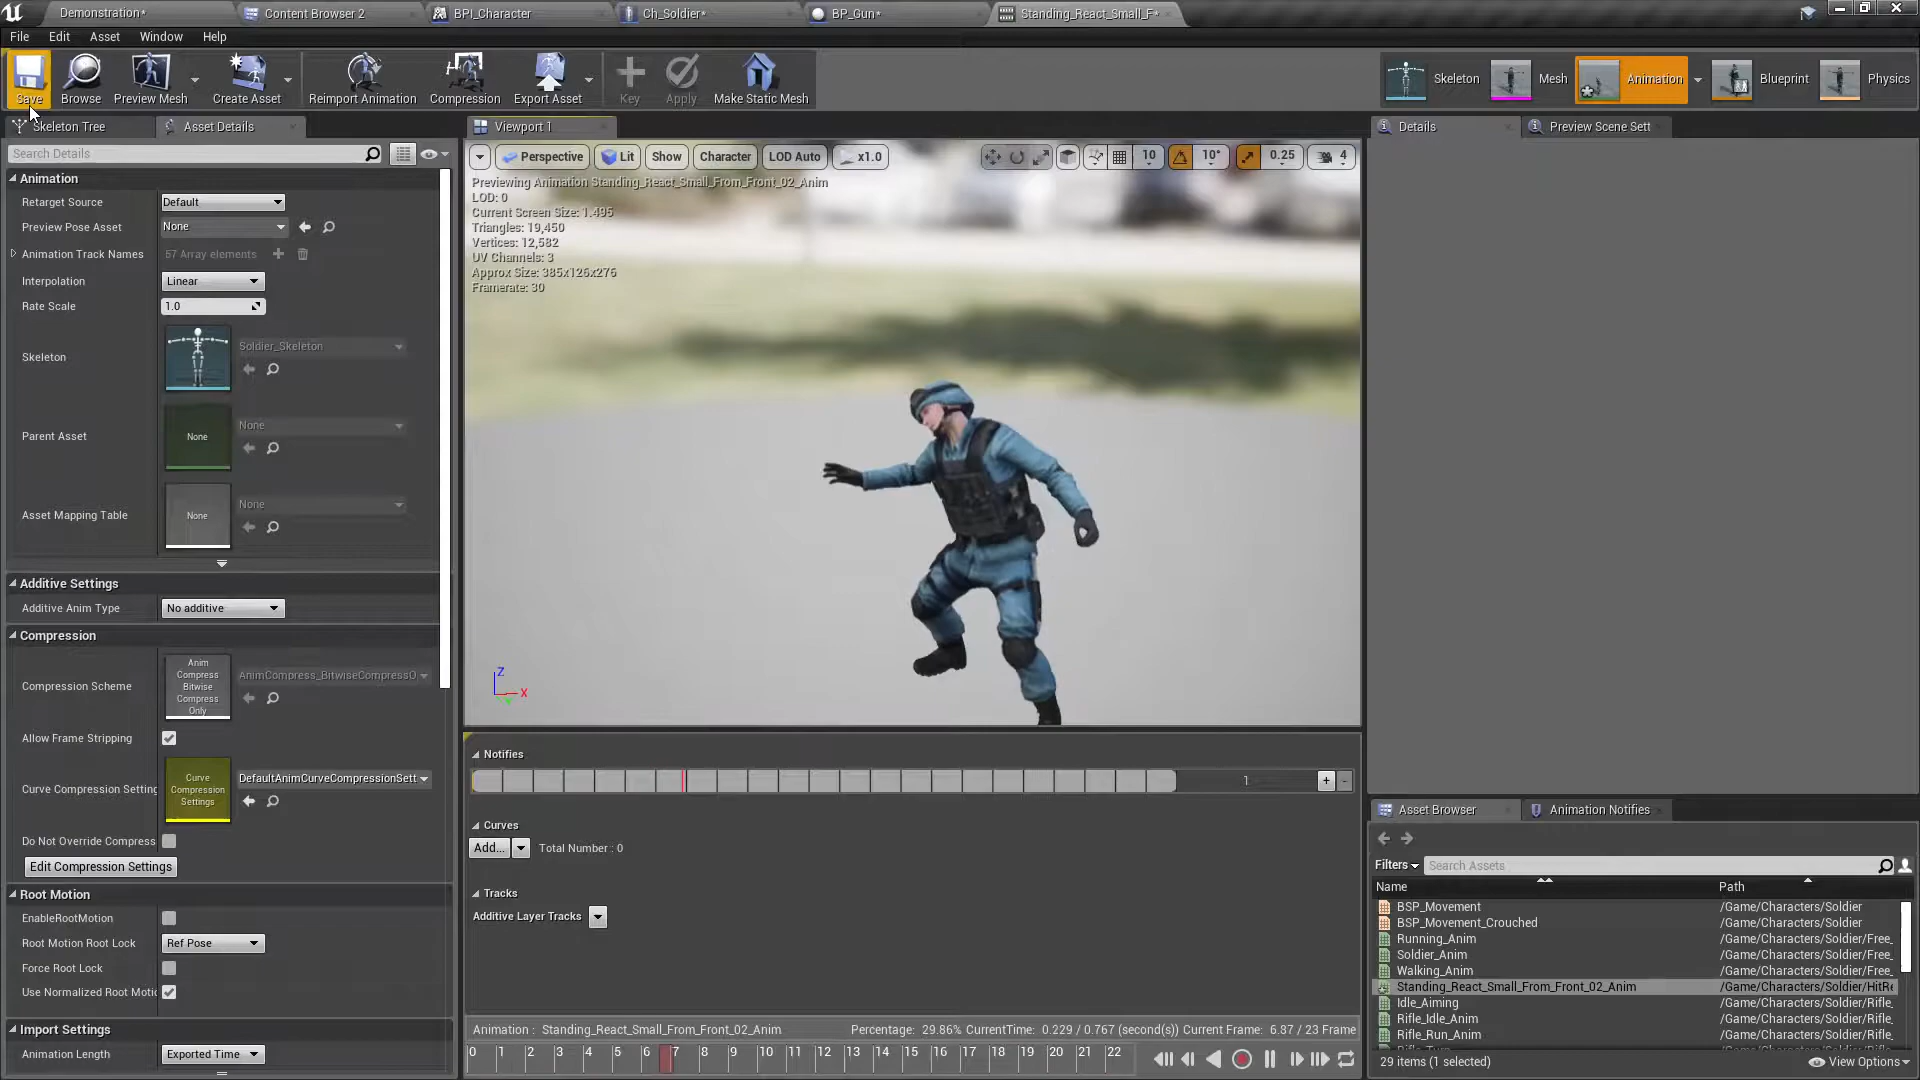 Demonstration*
Content Browser 2
BPI_Character
Ch_Soldier*
BP_Gun*
Standing_React_Small_F*
File Edit Asset Window Help
Save
Browse
Preview Mesh
Create Asset
Reimport Animation
Compression
Export Asset
Key
Apply
Make Static Mesh
Skeleton
Mesh
Animation
Blueprint
Physics
Skeleton Tree
Asset Details
Search Details
Animation
Retarget Source Default
Preview Pose Asset None
Animation Track Names 57 Array elements
Interpolation Linear
Rate Scale 1.0
Skeleton Soldier_Skeleton
Parent Asset None None
Asset Mapping Table None None
Additive Settings
Additive Anim Type No additive
Compression
Compression Scheme
Anim
Compress
Bitwise
Compress
Only
AnimCompress_BitwiseCompressO
Allow Frame Stripping
Curve Compression Setting
Curve
Compression
Settings
DefaultAnimCurveCompressionSett
Do Not Override Compress
Edit Compression Settings
Root Motion
EnableRootMotion
Root Motion Root Lock Ref Pose
Force Root Lock
Use Normalized Root Motic
Import Settings
Animation Length Exported Time
Viewport 1
Perspective Lit Show Character LOD Auto x1.0
10 10° 0.25 4
Previewing Animation Standing_React_Small_From_Front_02_Anim
LOD: 0
Current Screen Size: 1.495
Triangles: 19,450
Vertices: 12,582
UV Channels: 3
Approx Size: 385x126x276
Framerate: 30
Z
X
Notifies
1
+ -
Curves
Add... Total Number : 0
Tracks
Additive Layer Tracks
Animation : Standing_React_Small_From_Front_02_Anim Percentage: 29.86% CurrentTime: 0.229 / 0.767 (second(s)) Current Frame: 6.87 / 23 Frame
0 1 2 3 4 5 6 7 8 9 10 11 12 13 14 15 16 17 18 19 20 21 22
Details
Preview Scene Sett
Asset Browser
Animation Notifies
Filters Search Assets
Name Path
BSP_Movement /Game/Characters/Soldier
BSP_Movement_Crouched /Game/Characters/Soldier
Running_Anim /Game/Characters/Soldier/Free_
Soldier_Anim /Game/Characters/Soldier/Free_
Walking_Anim /Game/Characters/Soldier/Free_
Standing_React_Small_From_Front_02_Anim /Game/Characters/Soldier/HitRe
Idle_Aiming /Game/Characters/Soldier/Rifle_
Rifle_Idle_Anim /Game/Characters/Soldier/Rifle_
Rifle_Run_Anim /Game/Characters/Soldier/Rifle_
29 items (1 selected) View Options